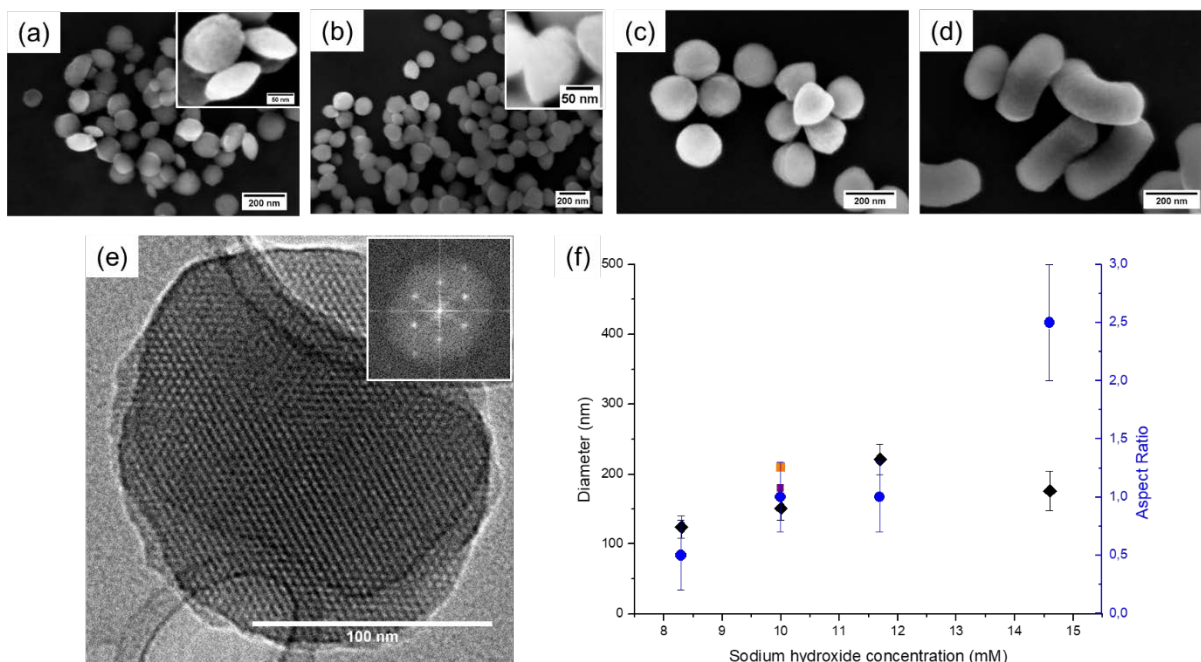 (a)
50 nm
200 nm
(b)
50 nm
200 nm
(c)
200 nm
(d)
200 nm
(e)
100 nm
(f)
500
400
300
200
100
0
Diameter (nm)
3,0
2,5
2,0
1,5
1,0
0,5
0,0
Aspect Ratio
8 9 10 11 12 13 14 15
Sodium hydroxide concentration (mM)